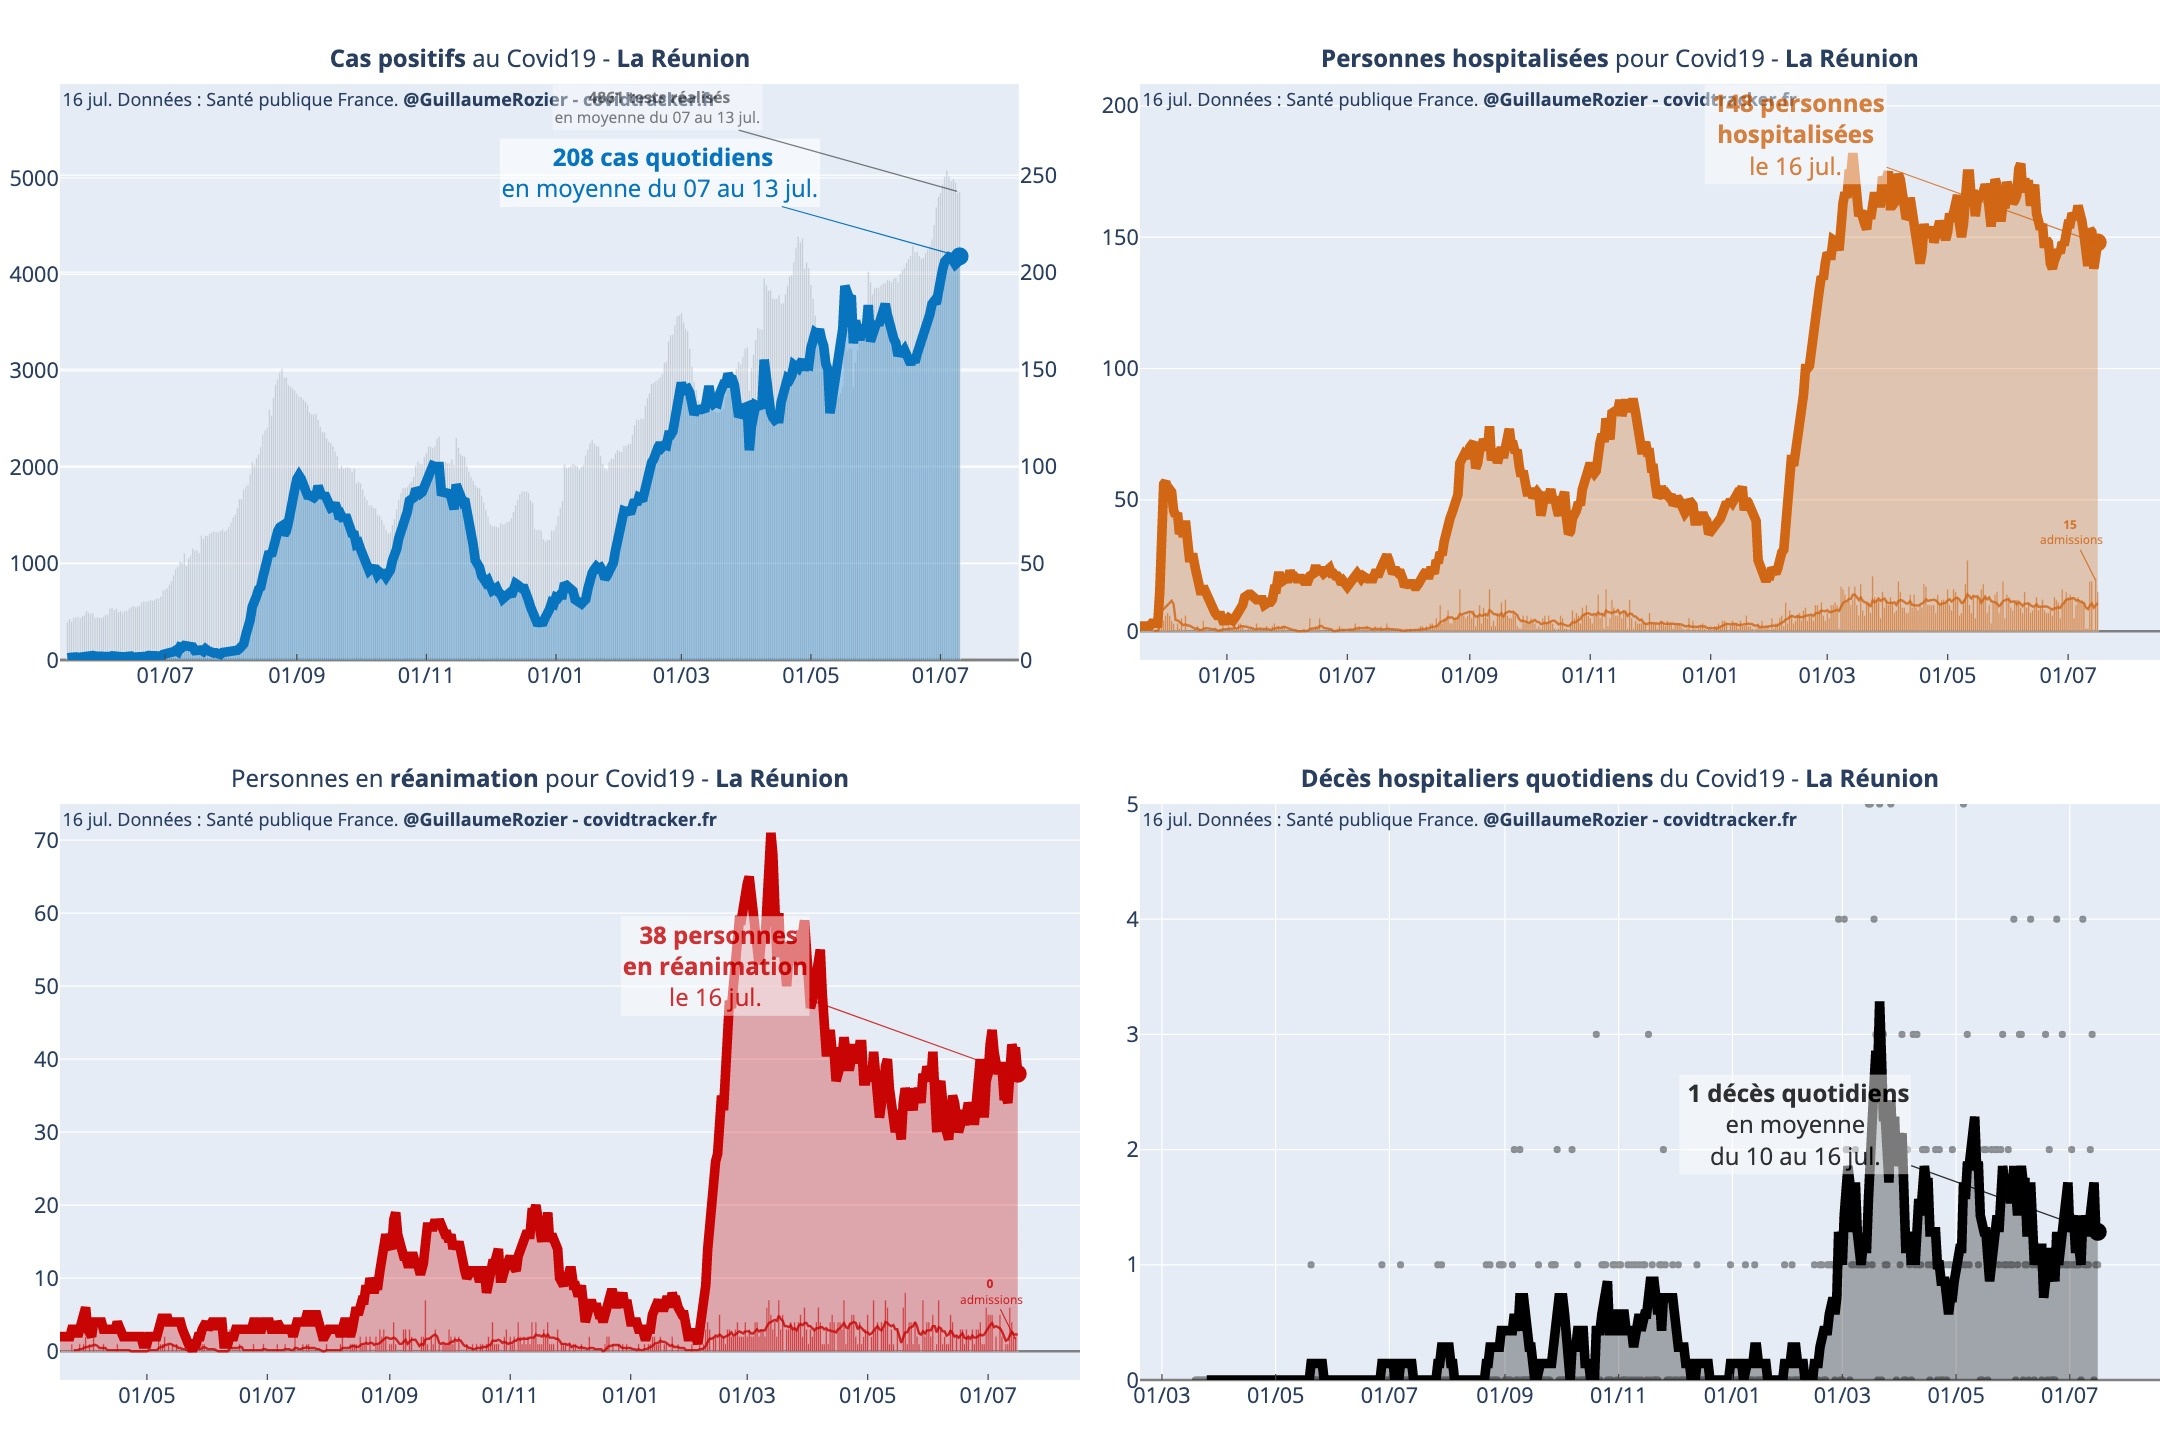 Cas positifs au Covid19 - La Réunion
16 jul. Données : Santé publique France. @GuillaumeRozier - covidtracker.fr
4861 tests réalisés
en moyenne du 07 au 13 jul.
208 cas quotidiens
en moyenne du 07 au 13 jul.
5000
4000
3000
2000
1000
0
250
200
150
100
50
0
01/07 01/09 01/11 01/01 01/03 01/05 01/07
Personnes hospitalisées pour Covid19 - La Réunion
16 jul. Données : Santé publique France. @GuillaumeRozier - covidtracker.fr
148 personnes
hospitalisées
le 16 jul.
200
150
100
50
0
15
admissions
01/05 01/07 01/09 01/11 01/01 01/03 01/05 01/07
Personnes en réanimation pour Covid19 - La Réunion
16 jul. Données : Santé publique France. @GuillaumeRozier - covidtracker.fr
38 personnes
en réanimation
le 16 jul.
70
60
50
40
30
20
10
0
0
admissions
01/05 01/07 01/09 01/11 01/01 01/03 01/05 01/07
Décès hospitaliers quotidiens du Covid19 - La Réunion
16 jul. Données : Santé publique France. @GuillaumeRozier - covidtracker.fr
1 décès quotidiens
en moyenne
du 10 au 16 jul.
5
4
3
2
1
0
01/03 01/05 01/07 01/09 01/11 01/01 01/03 01/05 01/07